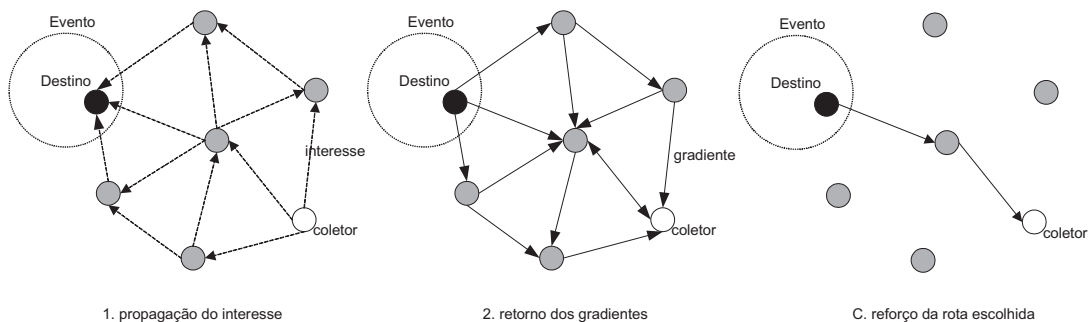 Evento
Destino
interesse
coletor
1. propagação do interesse
Evento
Destino
gradiente
coletor
2. retorno dos gradientes
Evento
Destino
coletor
C. reforço da rota escolhida